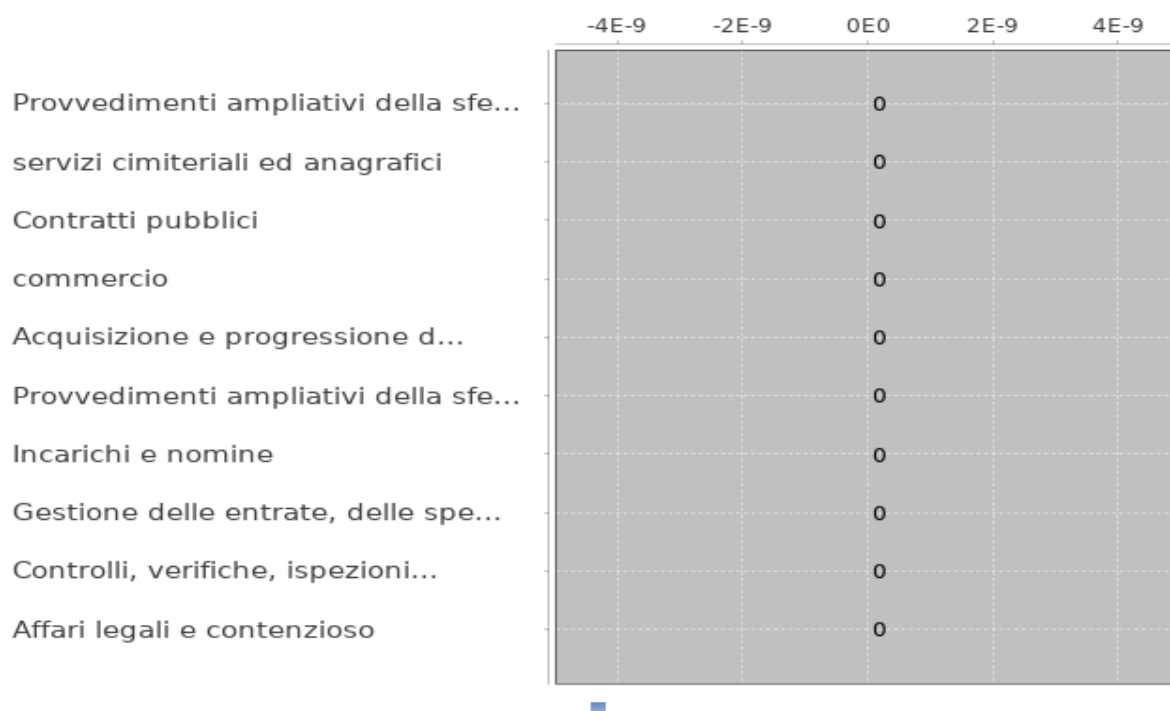 -4E-9 -2E-9 0E0 2E-9 4E-9
Provvedimenti ampliativi della sfe... 0
servizi cimiteriali ed anagrafici 0
Contratti pubblici 0
commercio 0
Acquisizione e progressione d... 0
Provvedimenti ampliativi della sfe... 0
Incarichi e nomine 0
Gestione delle entrate, delle spe... 0
Controlli, verifiche, ispezioni... 0
Affari legali e contenzioso 0